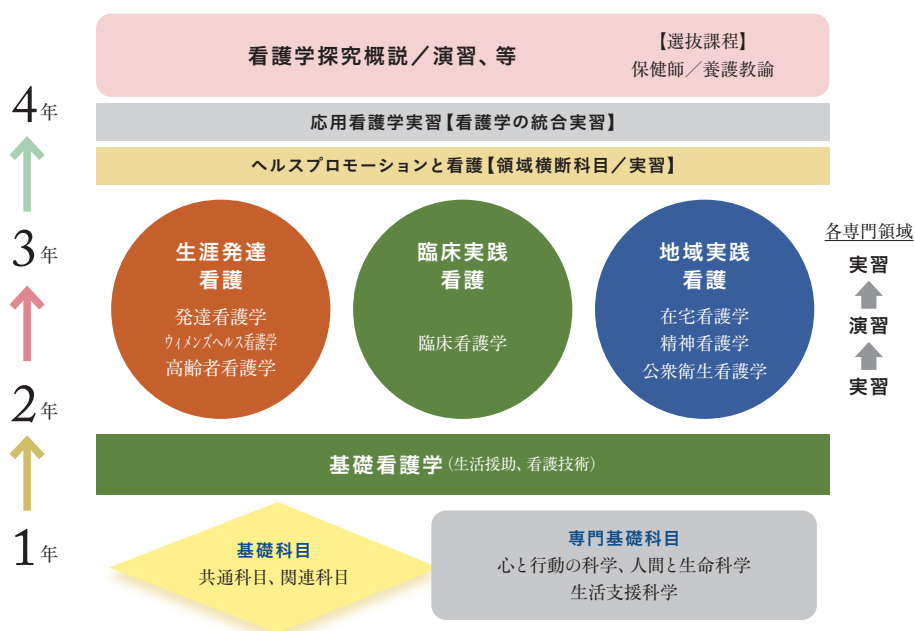 看護学探究概説／演習、等
【選抜課程】
保健師／養護教諭
4年
応用看護学実習【看護学の統合実習】
ヘルスプロモーションと看護【領域横断科目／実習】
3年
生涯発達
看護
発達看護学
ウィメンズヘルス看護学
高齢者看護学
臨床実践
看護
臨床看護学
地域実践
看護
在宅看護学
精神看護学
公衆衛生看護学
各専門領域
実習
演習
実習
2年
基礎看護学（生活援助、看護技術）
1年
基礎科目
共通科目、関連科目
専門基礎科目
心と行動の科学、人間と生命科学
生活支援科学